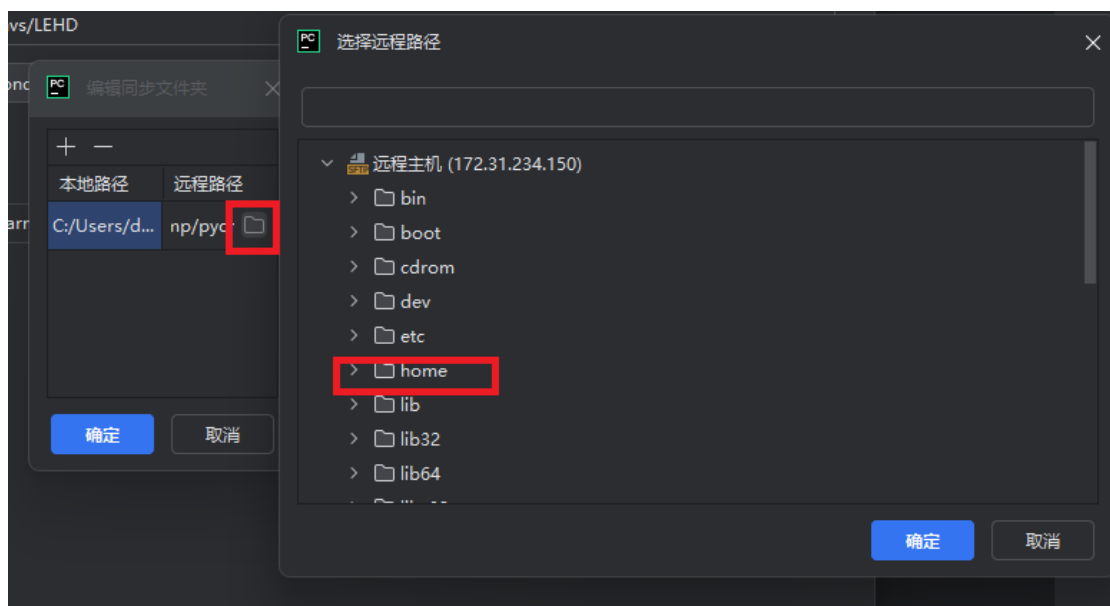 vs/LEHD
选择远程路径
编辑同步文件夹
远程主机 (172.31.234.150)
bin
本地路径 远程路径
boot
C:/Users/d... np/pyc
cdrom
dev
etc
home
lib
确定 取消
lib32
lib64
确定 取消